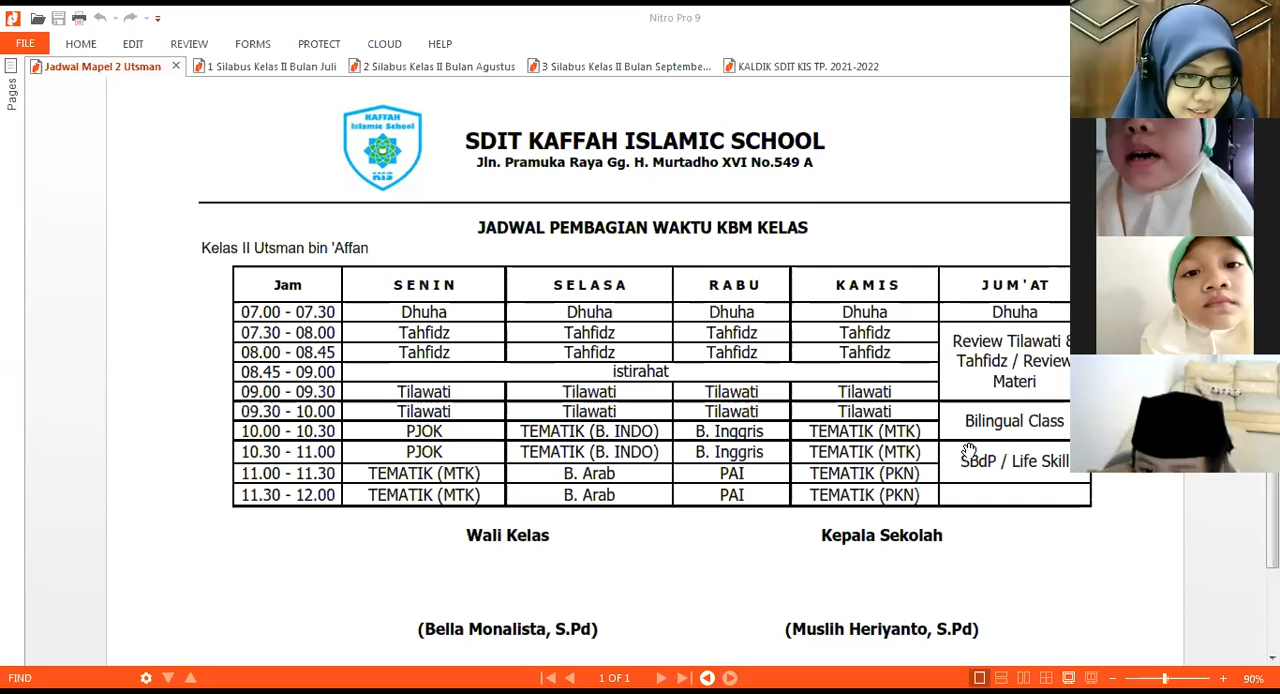 Nitro Pro 9
FILE HOME EDIT REVIEW FORMS PROTECT CLOUD HELP
Jadwal Mapel 2 Utsman × 1 Silabus Kelas II Bulan Juli 2 Silabus Kelas II Bulan Agustus 3 Silabus Kelas II Bulan Septembe... KALDIK SDIT KIS TP. 2021-2022
Pages
KAFFAH
Islamic School
KIS
SDIT KAFFAH ISLAMIC SCHOOL
Jln. Pramuka Raya Gg. H. Murtadho XVI No.549 A
JADWAL PEMBAGIAN WAKTU KBM KELAS
Kelas II Utsman bin 'Affan
Jam SENIN SELASA RABU KAMIS JUM'AT
07.00 - 07.30 Dhuha Dhuha Dhuha Dhuha Dhuha
07.30 - 08.00 Tahfidz Tahfidz Tahfidz Tahfidz
Review Tilawati &
08.00 - 08.45 Tahfidz Tahfidz Tahfidz Tahfidz
Tahfidz / Review
08.45 - 09.00 istirahat
Materi
09.00 - 09.30 Tilawati Tilawati Tilawati Tilawati
09.30 - 10.00 Tilawati Tilawati Tilawati Tilawati
Bilingual Class
10.00 - 10.30 PJOK TEMATIK (B. INDO) B. Inggris TEMATIK (MTK)
10.30 - 11.00 PJOK TEMATIK (B. INDO) B. Inggris TEMATIK (MTK)
SBdP / Life Skill
11.00 - 11.30 TEMATIK (MTK) B. Arab PAI TEMATIK (PKN)
11.30 - 12.00 TEMATIK (MTK) B. Arab PAI TEMATIK (PKN)
Wali Kelas Kepala Sekolah
(Bella Monalista, S.Pd) (Muslih Heriyanto, S.Pd)
FIND 1 OF 1 90%